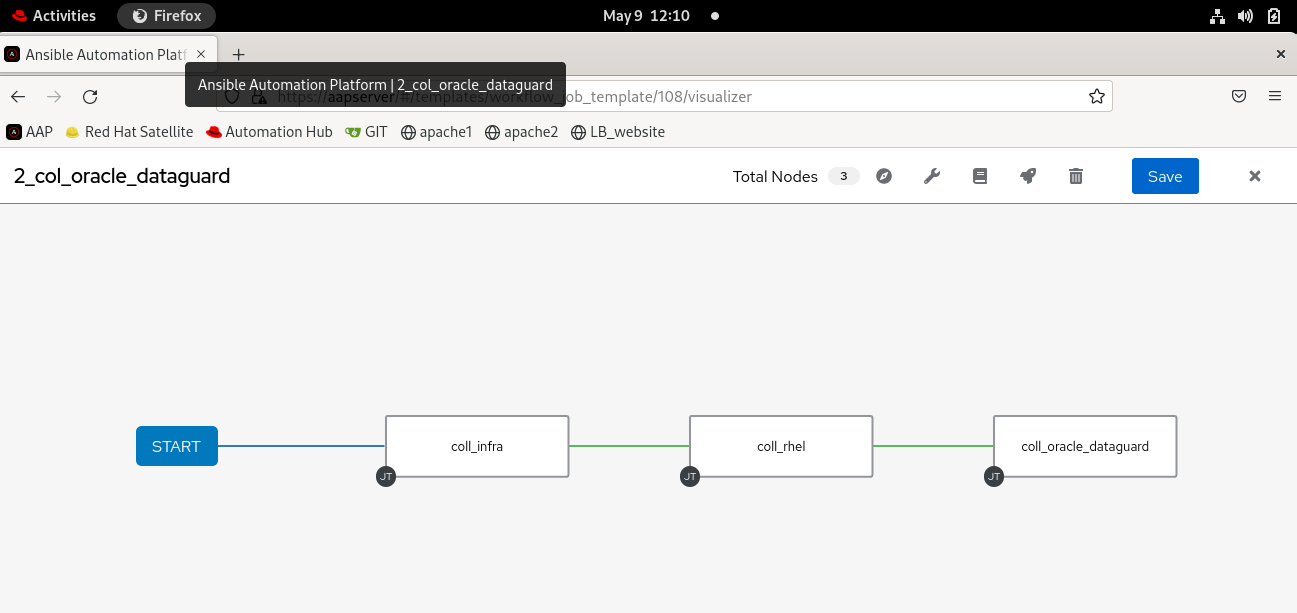 Activities Firefox May 9 12:10
Ansible Automation Platf
Ansible Automation Platform | 2_col_oracle_dataguard
https://aapserver/#/templates/workflow_job_template/108/visualizer
AAP Red Hat Satellite Automation Hub GIT apache1 apache2 LB_website
2_col_oracle_dataguard Total Nodes 3 Save
START coll_infra coll_rhel coll_oracle_dataguard
JT JT JT